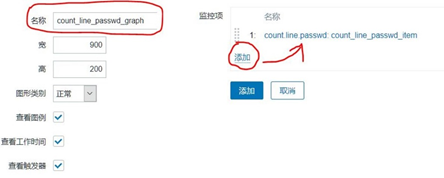 名称 count_line_passwd_graph
宽 900
高 200
图形类别 正常
查看图例
查看工作时间
查看触发器
监控项
名称
1: count.line.passwd: count_line_passwd_item
添加
添加 取消